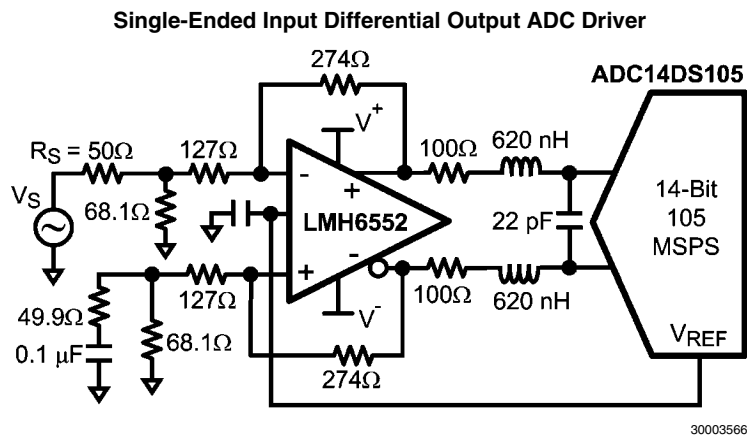 Single-Ended Input Differential Output ADC Driver
274Ω
ADC14DS105
V+
R_S = 50Ω
127Ω
100Ω
620 nH
V_S
68.1Ω
-
+
LMH6552
22 pF
14-Bit
105
MSPS
+
-
127Ω
V-
100Ω
620 nH
49.9Ω
68.1Ω
0.1 µF
274Ω
V_REF
30003566